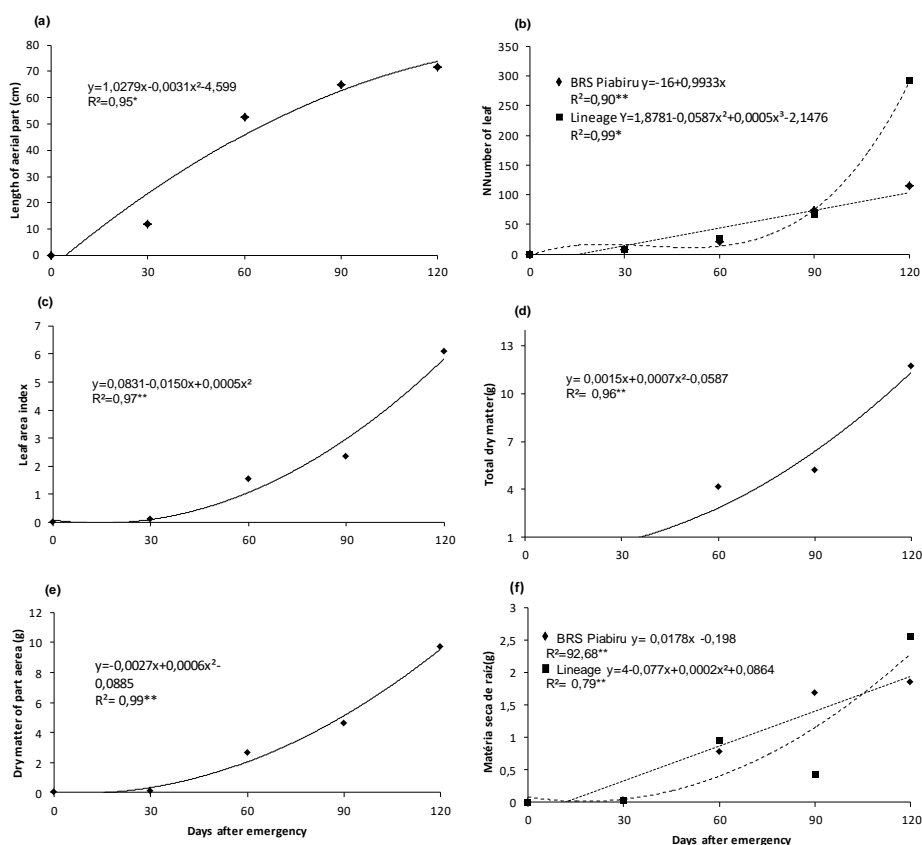 (a)
80
70
60
50
40
30
20
10
0
Length of aerial part (cm)
y=1,0279x-0,0031x²-4,599
R²=0,95*
0 30 60 90 120
(b)
350
300
250
200
150
100
50
0
NNumber of leaf
BRS Piabiru y=-16+0,9933x
R²=0,90**
Lineage Y=1,8781-0,0587x²+0,0005x³-2,1476
R²=0,99*
0 30 60 90 120
(c)
7
6
5
4
3
2
1
0
Leaf area index
y=0,0831-0,0150x+0,0005x²
R²=0,97**
0 30 60 90 120
(d)
13
10
7
4
1
Total dry matter(g)
y= 0,0015x+0,0007x²-0,0587
R²= 0,96**
0 30 60 90 120
(e)
12
10
8
6
4
2
0
Dry matter of part aerea (g)
y=-0,0027x+0,0006x²-
0,0885
R²= 0,99**
0 30 60 90 120
Days after emergency
(f)
3
2,5
2
1,5
1
0,5
0
Matéria seca de raíz(g)
BRS Piabiru y= 0,0178x -0,198
R²=92,68**
Lineage y=4-0,077x+0,0002x²+0,0864
R²= 0,79**
0 30 60 90 120
Days after emergency